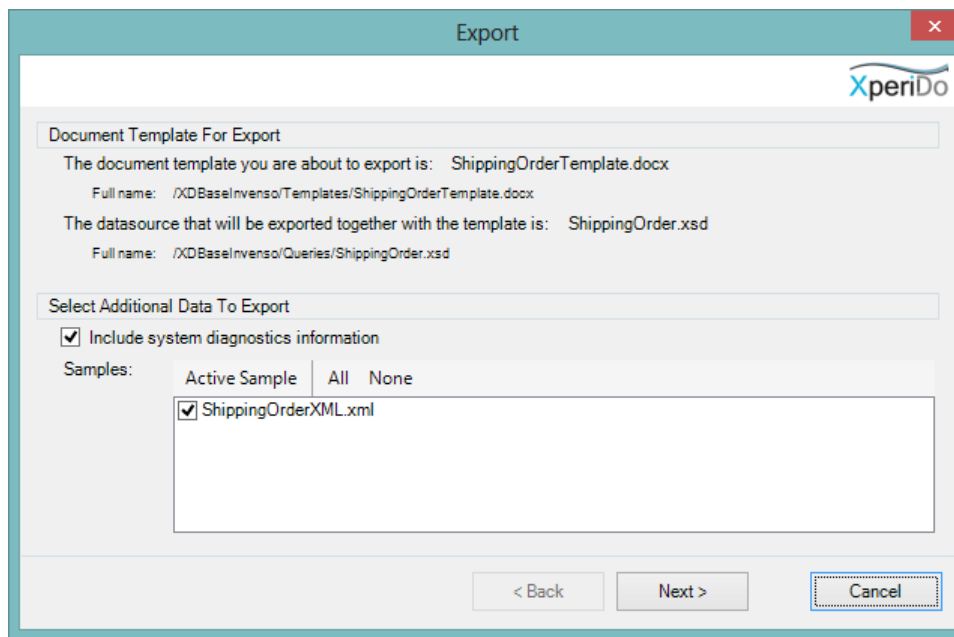 Export
XperiDo
Document Template For Export
The document template you are about to export is: ShippingOrderTemplate.docx
Full name: /XDBaseInvenso/Templates/ShippingOrderTemplate.docx
The datasource that will be exported together with the template is: ShippingOrder.xsd
Full name: /XDBaseInvenso/Queries/ShippingOrder.xsd
Select Additional Data To Export
Include system diagnostics information
Samples: Active Sample All None
ShippingOrderXML.xml
< Back Next > Cancel